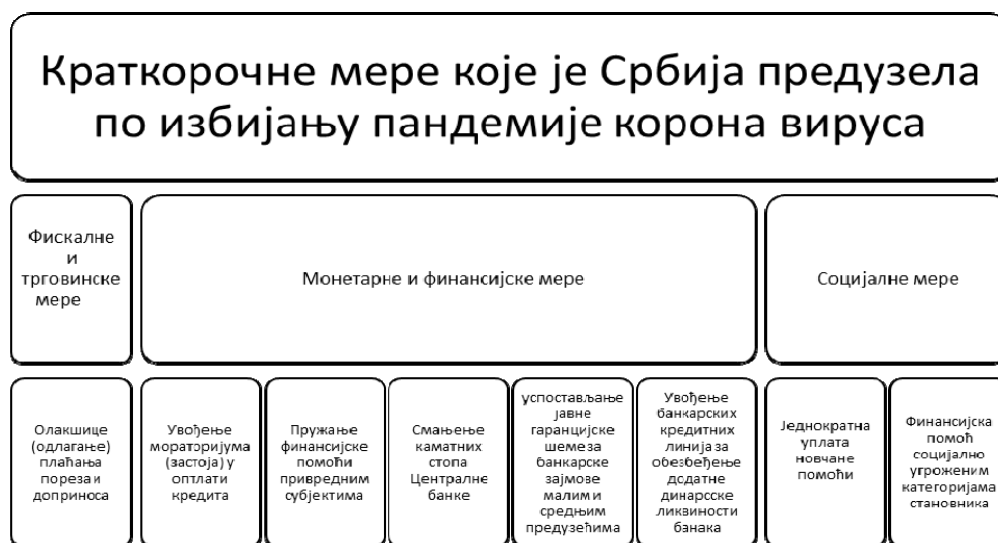 Краткорочне мере које је Србија предузела
по избијању пандемије корона вируса
Фискалне
и
трговинске
мере
Монетарне и финансијске мере
Социјалне мере
Олакшице
(одлагање)
плаћања
пореза и
доприноса
Увођење
мораторијума
(застоја) у
оптлати
кредита
Пружање
финансијске
помоћи
привредним
субјектима
Смањење
каматних
стопа
Централне
банке
успостављање
јавне
гаранцијске
шеме за
банкарске
зајмове
малим и
средњим
предузећима
Увођење
банкарских
кредитних
линија за
обезбеђење
додатне
динарсске
ликвиности
банака
Једнократна
уплата
новчане
помоћи
Финансијска
помоћ
социјално
угроженим
категоријама
становника